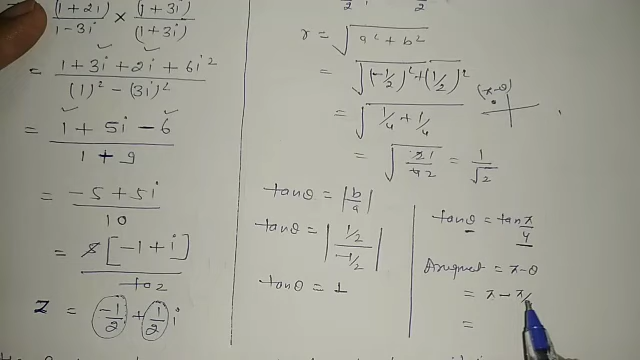 (1+2i)/(1-3i) × (1+3i)/(1+3i)
= (1+3i+2i+6i²)/((1)²-(3i)²)
= (1+5i-6)/(1+9)
= (-5+5i)/10
= 5[-1+i]/10 2
z = -1/2 + 1/2 i
r = √(a²+b²)
= √((-1/2)²+(1/2)²)
(π-θ)
= √(1/4+1/4)
= √(2 1/4 2) = 1/√2
tanθ = |b/a|
tanθ = |(1/2)/(-1/2)|
tanθ = 1
tanθ = tan π/4
= π-θ
= π-π/
=